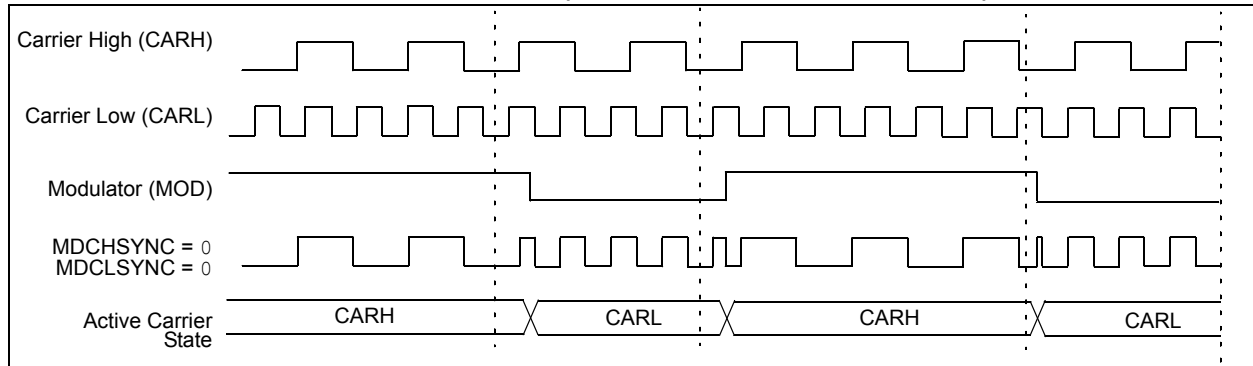 Carrier High (CARH)
Carrier Low (CARL)
Modulator (MOD)
MDCHSYNC = 0
MDCLSYNC = 0
Active Carrier
State
CARH
CARL
CARH
CARL